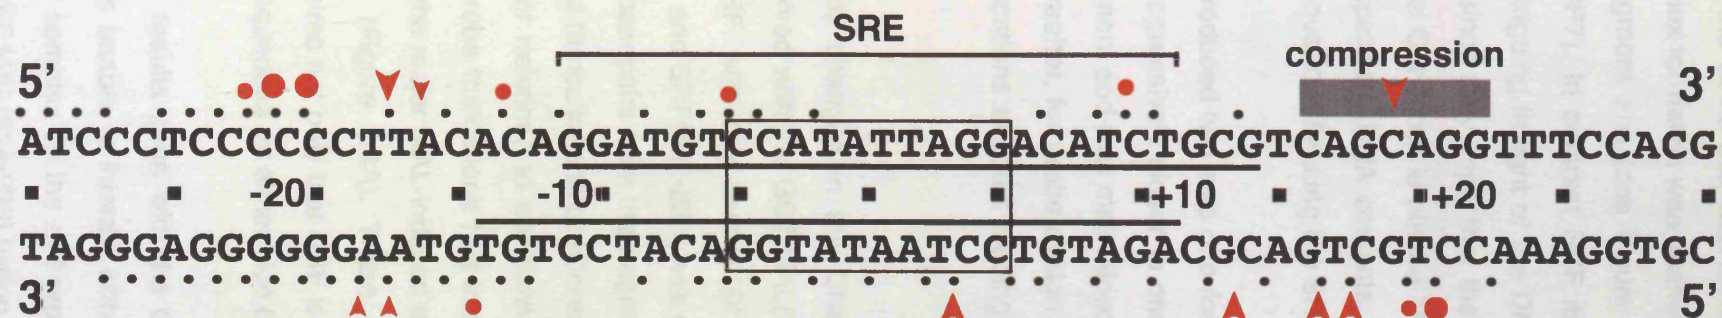 SRE
compression
5’ 3’
ATCCCTCCCCCCTTACACAGGATGTCCATATTAGGACATCTGCGTCAGCAGGTTTCCACG
-20 -10 +10 +20
TAGGGAGGGGGGAATGTGTCCTACAGGTATAATCCTGTAGACGCAGTCGTCCAAAGGTGC
3’ 5’